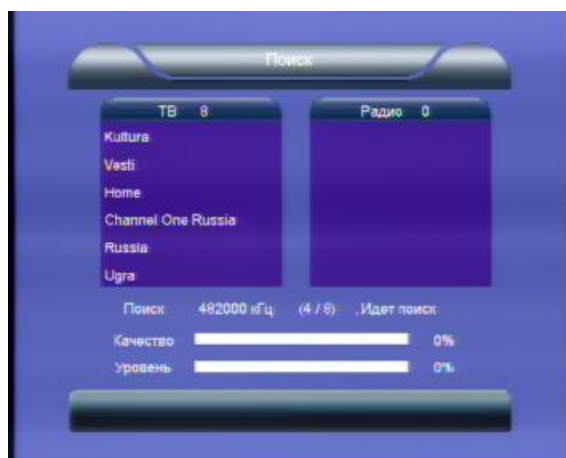 Поиск
ТВ 8
Радио 0
Kultura
Vesti
Home
Channel One Russia
Russia
Ugra
Поиск 482000 кГц (4 / 8) , Идет поиск
Качество 0%
Уровень 0%